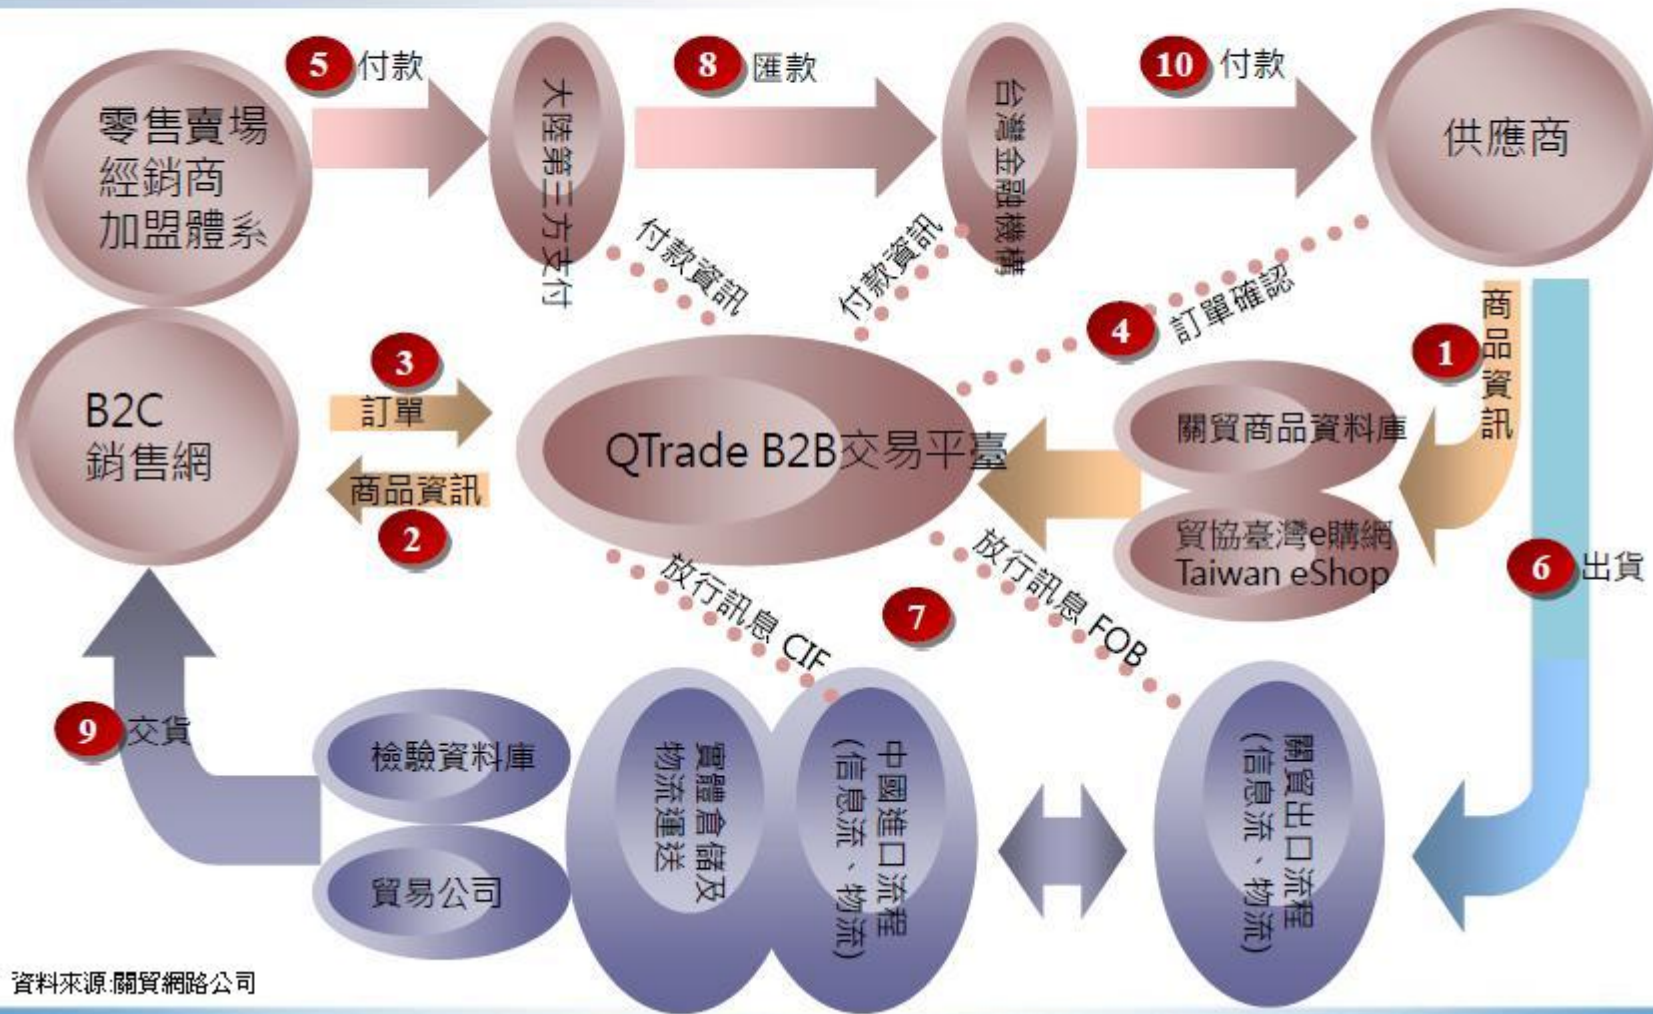 5 付款
8 匯款
10 付款
零售賣場
經銷商
加盟體系
大陸第三方支付
台灣金融機構
供應商
付款資訊
付款資訊
4 訂單確認
1 商品資訊
B2C
銷售網
3
訂單
商品資訊
2
QTrade B2B交易平臺
關貿商品資料庫
貿協臺灣e購網
Taiwan eShop
6 出貨
放行訊息 CIF
7
放行訊息 FOB
9 交貨
檢驗資料庫
貿易公司
實體倉儲及
物流運送
中國進口流程
(信息流、物流)
關貿出口流程
(信息流、物流)
資料來源:關貿網路公司